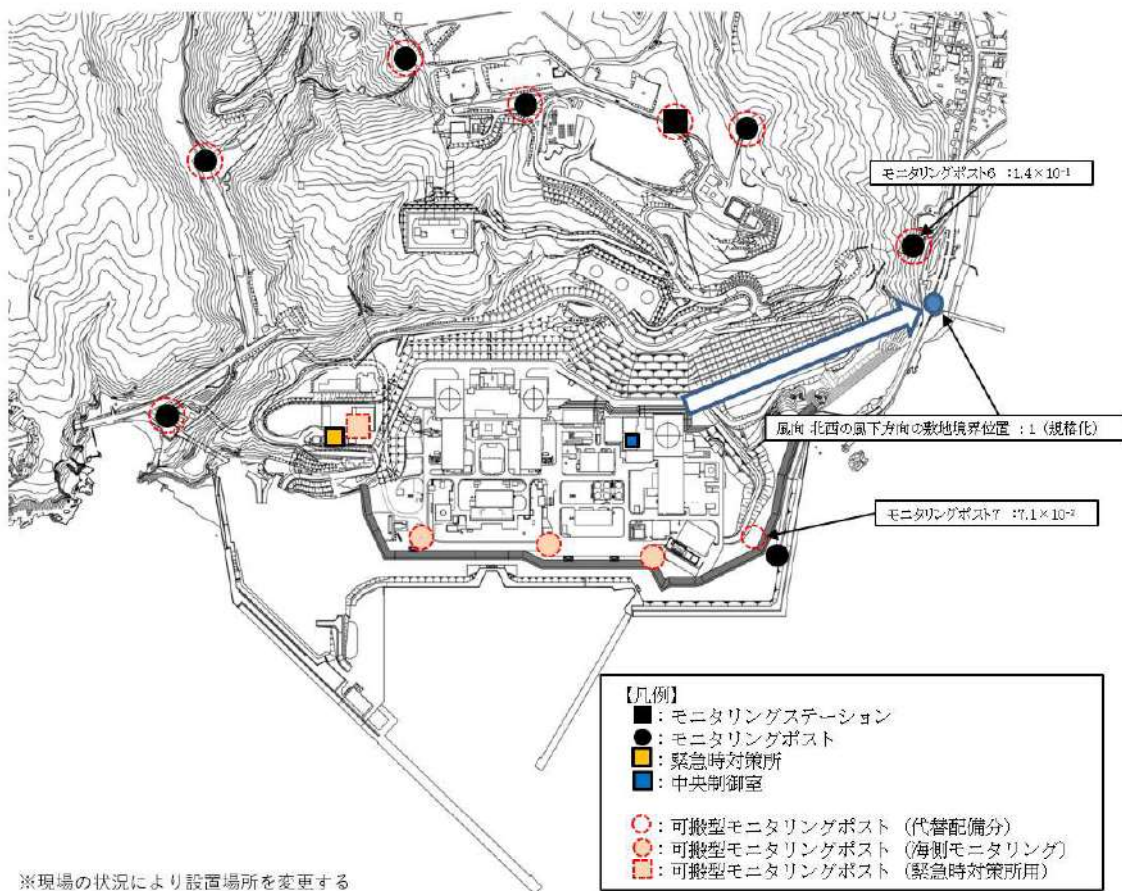 モニタリングポスト6 :1.4×10⁻¹
風向 北西の風下方向の敷地境界位置 : 1 (規格化)
モニタリングポスト7 :7.1×10⁻²
【凡例】
■:モニタリングステーション
●:モニタリングポスト
:緊急時対策所
:中央制御室
:可搬型モニタリングポスト (代替配備分)
:可搬型モニタリングポスト (海側モニタリング)
:可搬型モニタリングポスト (緊急時対策所用)
※現場の状況により設置場所を変更する